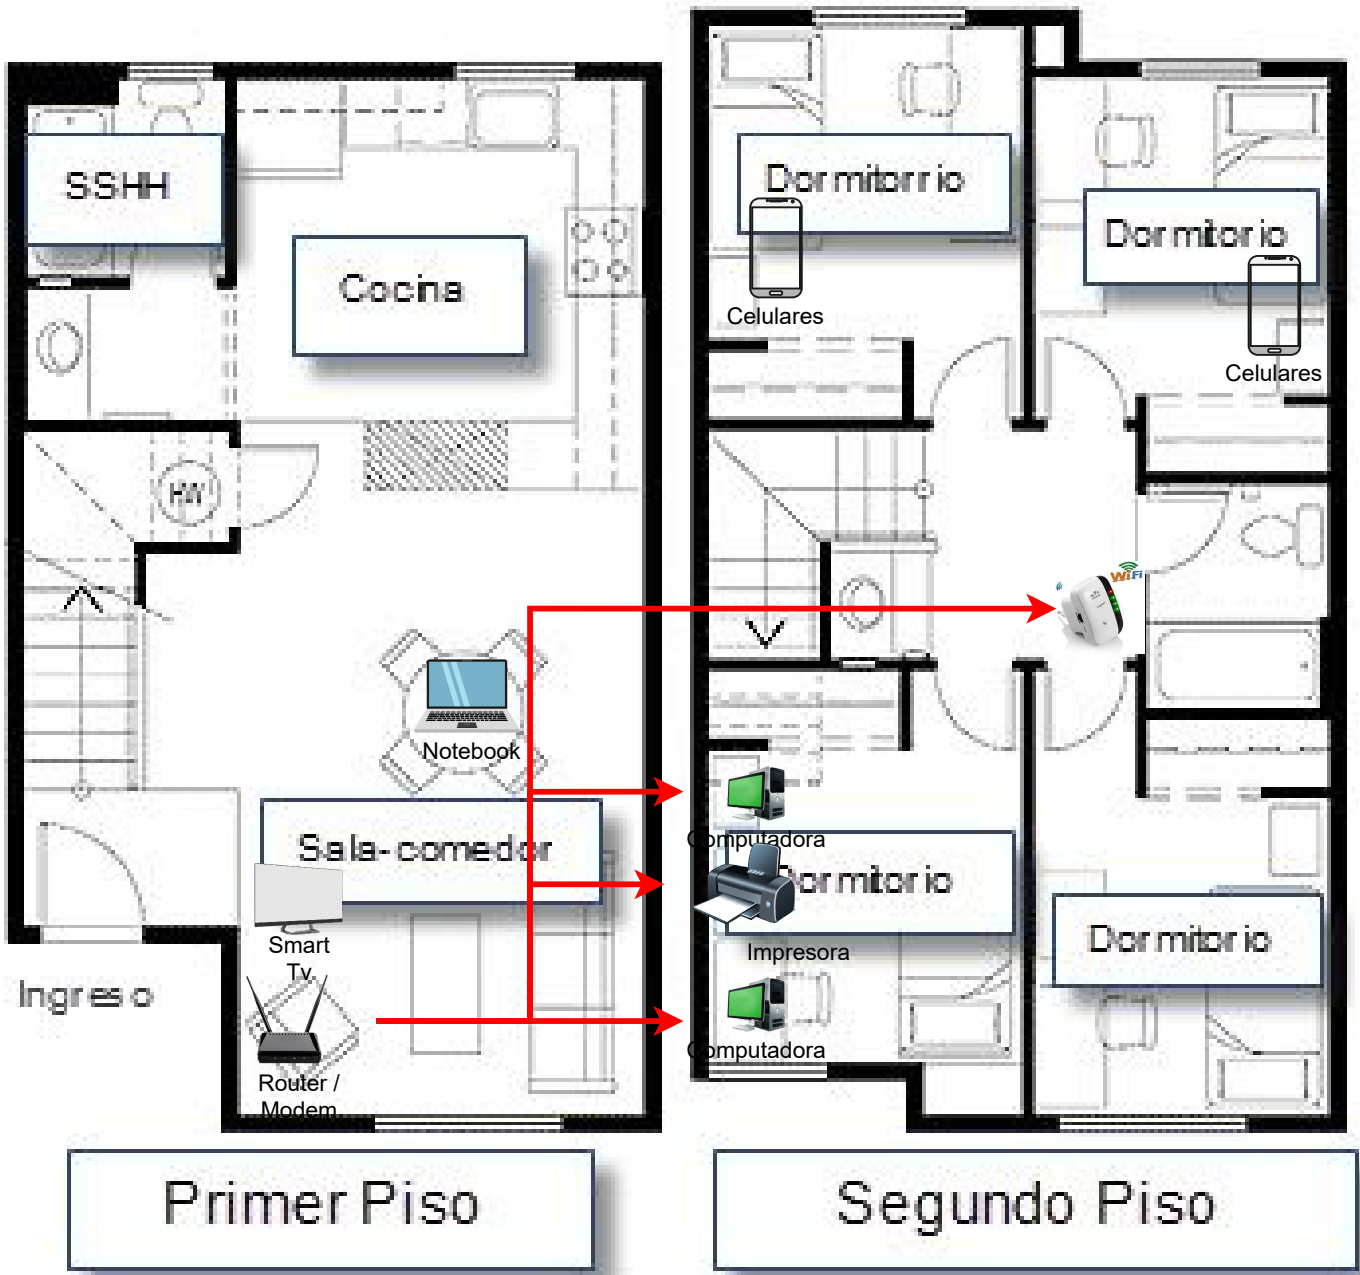 SSHH
Cocina
HW
Notebook
Sala-comedor
Smart
Tv
Ingreso
Router /
Modem
Primer Piso
Dormitorrio
Celulares
Dormitorio
Celulares
WiFi
Computadora
Dormitorio
Impresora
Computadora
Dormitorio
Segundo Piso